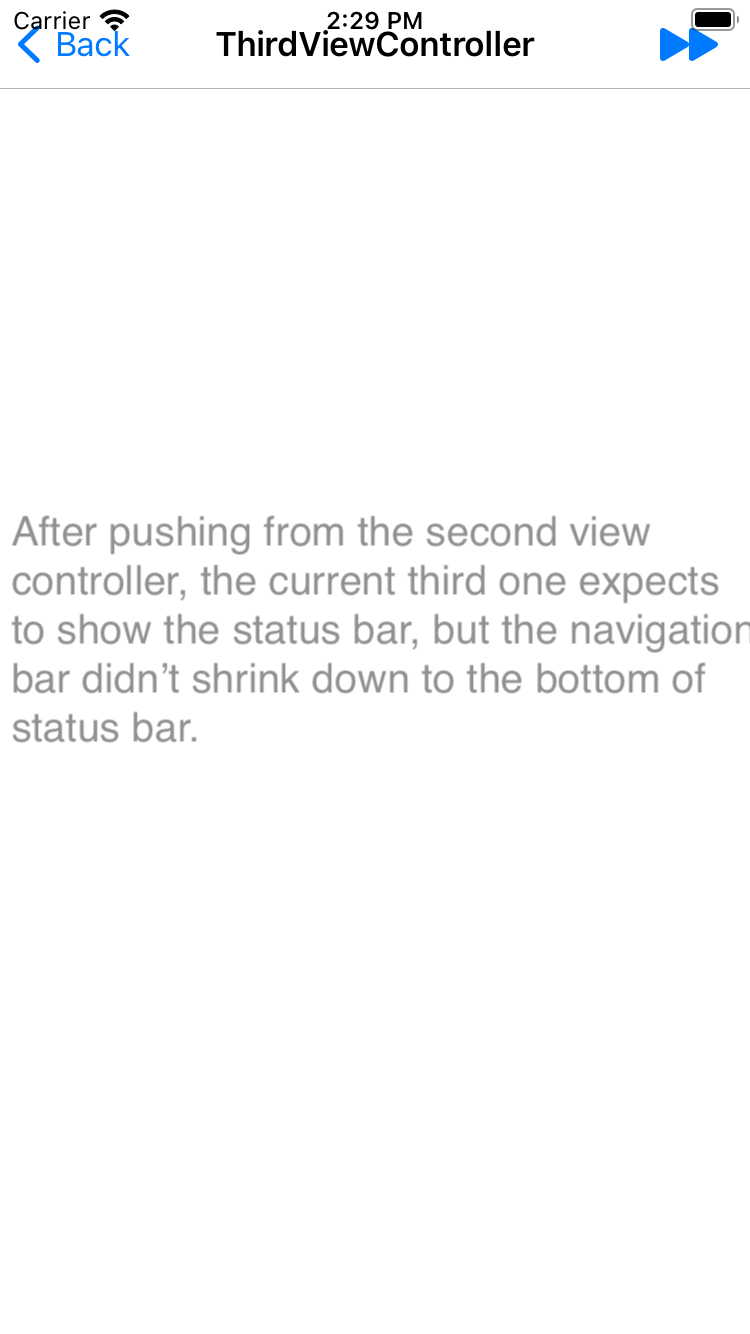 Carrier 2:29 PM
Back ThirdViewController
After pushing from the second view
controller, the current third one expects
to show the status bar, but the navigation
bar didn’t shrink down to the bottom of
status bar.